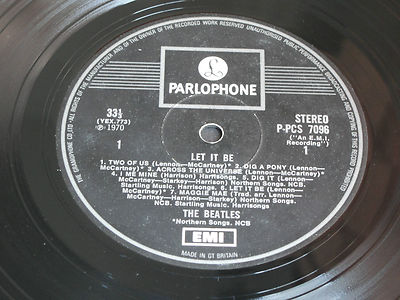 THE GRAMOPHONE CO. LTD. ALL RIGHTS OF THE MANUFACTURER AND OF THE OWNER OF THE RECORDED WORK RESERVED UNAUTHORISED PUBLIC PERFORMANCE BROADCASTING AND COPYING OF THIS RECORD PROHIBITED
£
PARLOPHONE
33⅓
(YEX.773)
℗ 1970
STEREO
P-PCS 7096
("An E.M.I.
Recording")
1
1
LET IT BE
1. TWO OF US (Lennon—McCartney)* 2. DIG A PONY (Lennon—
McCartney)* 3. ACROSS THE UNIVERSE (Lennon—McCartney)*
4. I ME MINE (Harrison) Harrisongs. 5. DIG IT (Lennon—
McCartney—Starkey—Harrison) Northern Songs. NCB.
Startling Music. Harrisongs. 6. LET IT BE (Lennon—
McCartney)* 7. MAGGIE MAE (Trad. arr. Lennon—
McCartney—Harrison—Starkey) Northern Songs.
NCB. Startling Music. Harrisongs
THE BEATLES
*Northern Songs. NCB
EMI
MADE IN GT BRITAIN